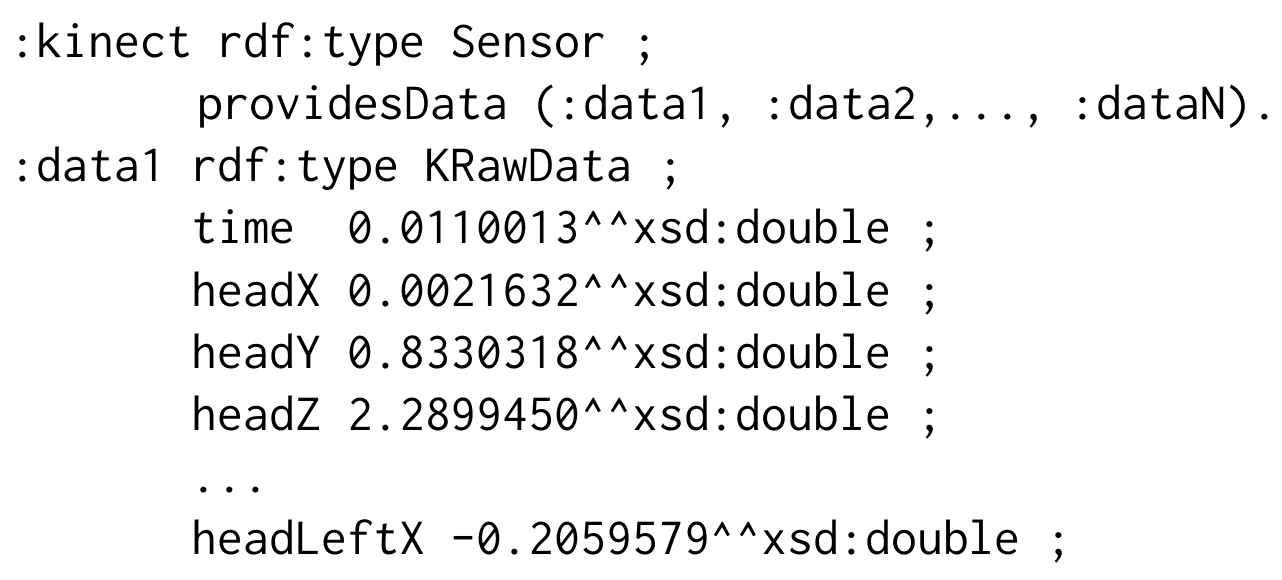 :kinect rdf:type Sensor ;
providesData (:data1, :data2,..., :dataN).
:data1 rdf:type KRawData ;
time 0.0110013^^xsd:double ;
headX 0.0021632^^xsd:double ;
headY 0.8330318^^xsd:double ;
headZ 2.2899450^^xsd:double ;
...
headLeftX -0.2059579^^xsd:double ;